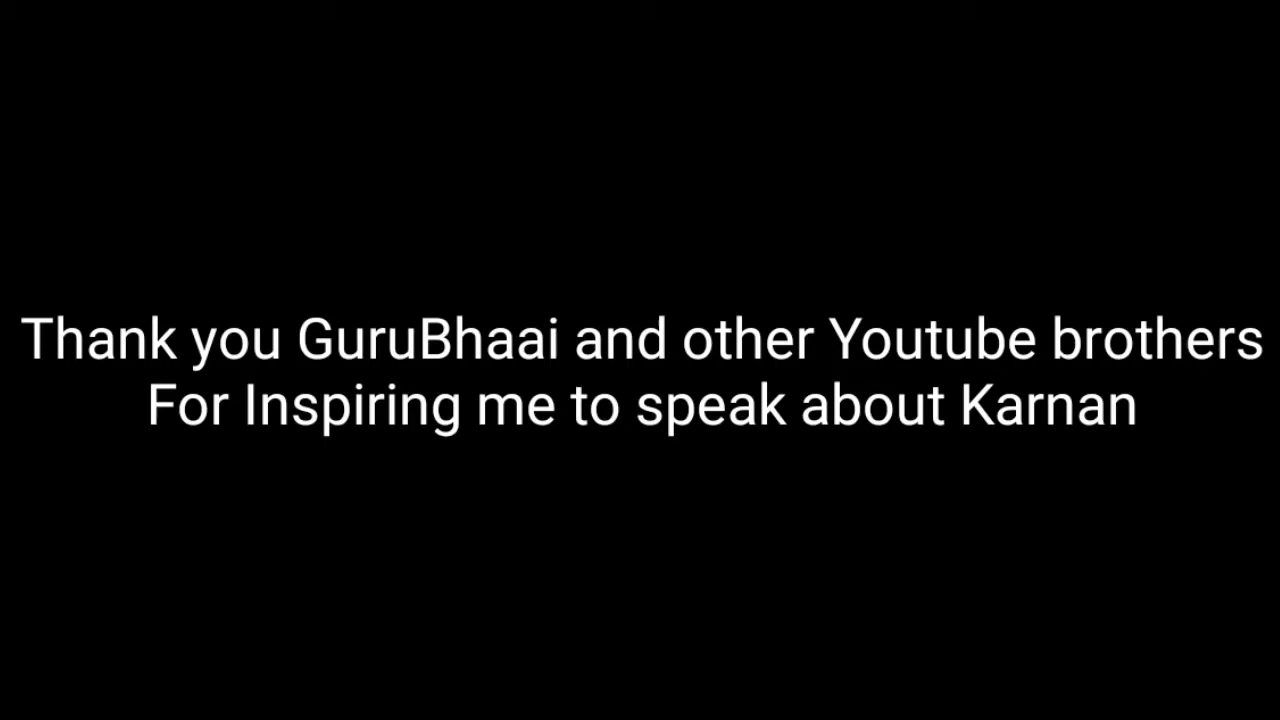 Thank you GuruBhaai and other Youtube brothers
For Inspiring me to speak about Karnan